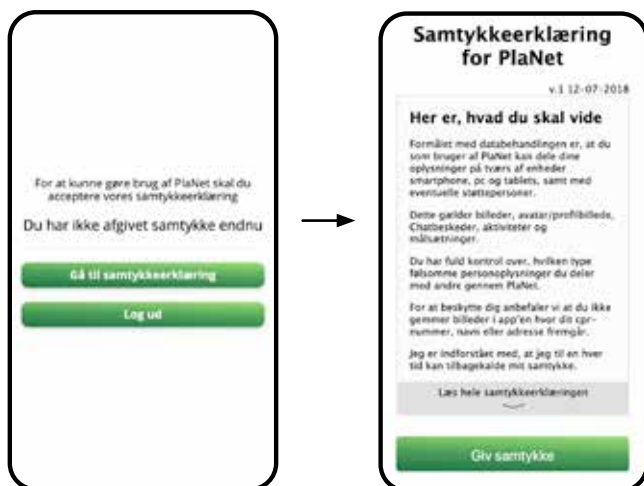 For at kunne gøre brug af PlaNet skal du
acceptere vores samtykkeerklæring
Du har ikke afgivet samtykke endnu
Gå til samtykkeerklæring
Log ud
Samtykkeerklæring
for PlaNet
v.1 12-07-2018
Her er, hvad du skal vide
Formålet med databehandlingen er, at du
som bruger af PlaNet kan dele dine
oplysninger på tværs af enheder
smartphone, pc og tablets, samt med
eventuelle støttepersoner.
Dette gælder billeder, avatar/profilbillede,
Chatbeskeder, aktiviteter og
målsætninger.
Du har fuld kontrol over, hvilken type
følsomme personoplysninger du deler
med andre gennem PlaNet.
For at beskytte dig anbefaler vi at du ikke
gemmer billeder i app'en hvor dit cpr-
nummer, navn eller adresse fremgår.
Jeg er indforstået med, at jeg til en hver
tid kan tilbagekalde mit samtykke.
Læs hele samtykkeerklæringen
Giv samtykke